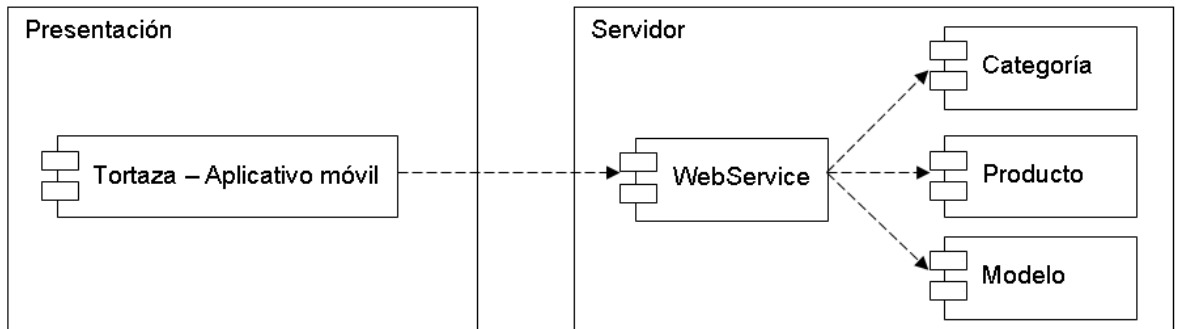 Presentación
Servidor
Categoría
Tortaza – Aplicativo móvil
WebService
Producto
Modelo